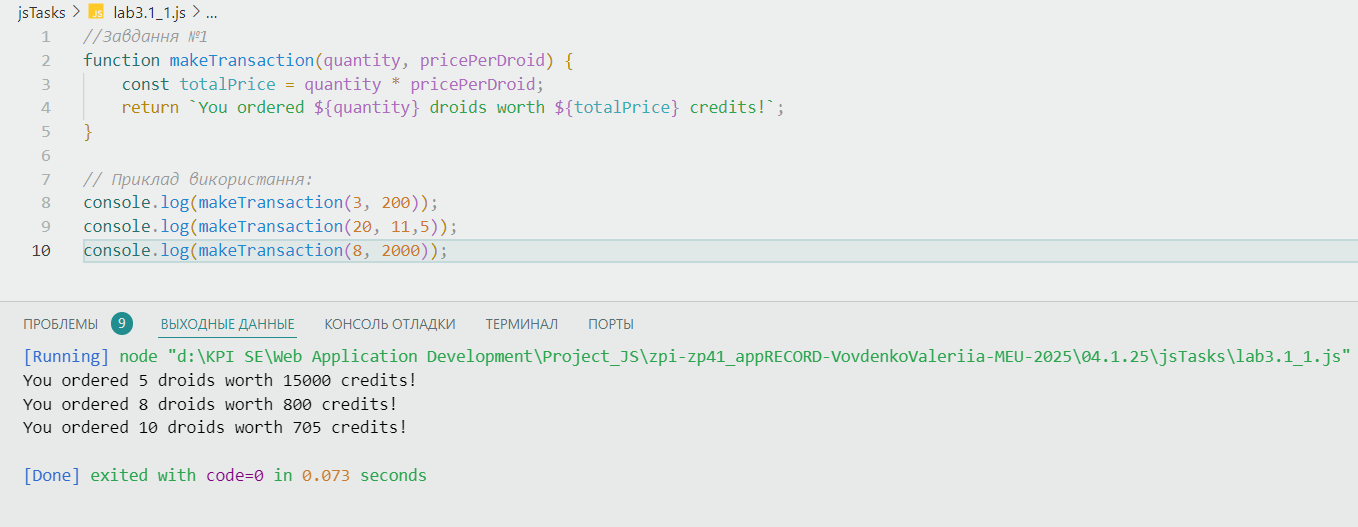 jsTasks > JS lab3.1_1.js > ...
1 //Завдання №1
2 function makeTransaction(quantity, pricePerDroid) {
3 const totalPrice = quantity * pricePerDroid;
4 return `You ordered ${quantity} droids worth ${totalPrice} credits!`;
5 }
6
7 // Приклад використання:
8 console.log(makeTransaction(3, 200));
9 console.log(makeTransaction(20, 11,5));
10 console.log(makeTransaction(8, 2000));
ПРОБЛЕМЫ 9 ВЫХОДНЫЕ ДАННЫЕ КОНСОЛЬ ОТЛАДКИ ТЕРМИНАЛ ПОРТЫ
[Running] node "d:\KPI SE\Web Application Development\Project_JS\zpi-zp41_appRECORD-VovdenkoValeriia-MEU-2025\04.1.25\jsTasks\lab3.1_1.js"
You ordered 5 droids worth 15000 credits!
You ordered 8 droids worth 800 credits!
You ordered 10 droids worth 705 credits!
[Done] exited with code=0 in 0.073 seconds